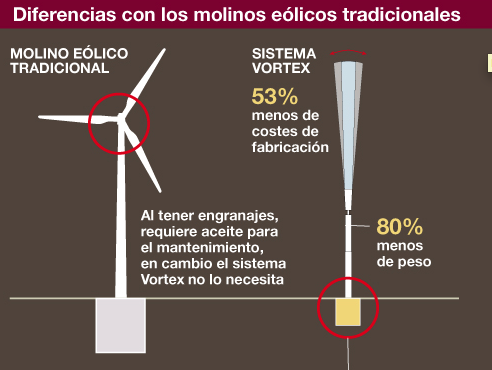 Diferencias con los molinos eólicos tradicionales
MOLINO EÓLICO
TRADICIONAL
SISTEMA
VORTEX
53%
menos de
costes de
fabricación
Al tener engranajes,
requiere aceite para
el mantenimiento,
en cambio el sistema
Vortex no lo necesita
80%
menos
de peso